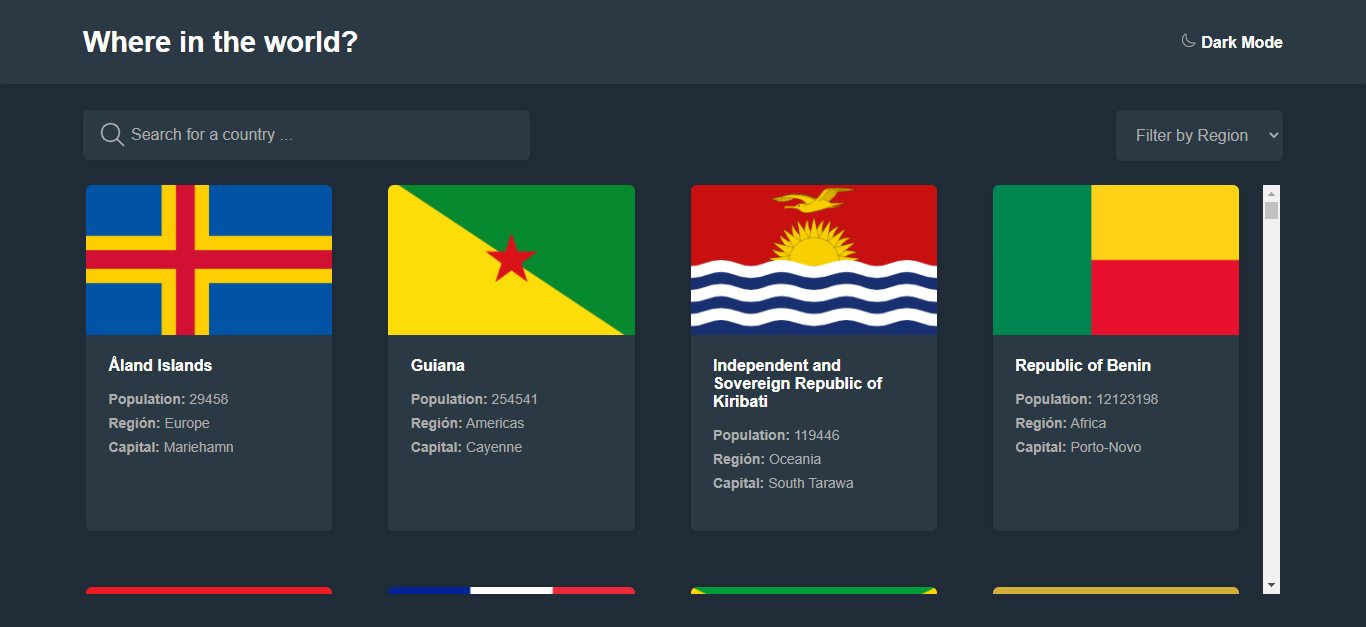 Where in the world?
Dark Mode
Search for a country ...
Filter by Region
Åland Islands
Population: 29458
Región: Europe
Capital: Mariehamn
Guiana
Population: 254541
Región: Americas
Capital: Cayenne
Independent and
Sovereign Republic of
Kiribati
Population: 119446
Región: Oceania
Capital: South Tarawa
Republic of Benin
Population: 12123198
Región: Africa
Capital: Porto-Novo